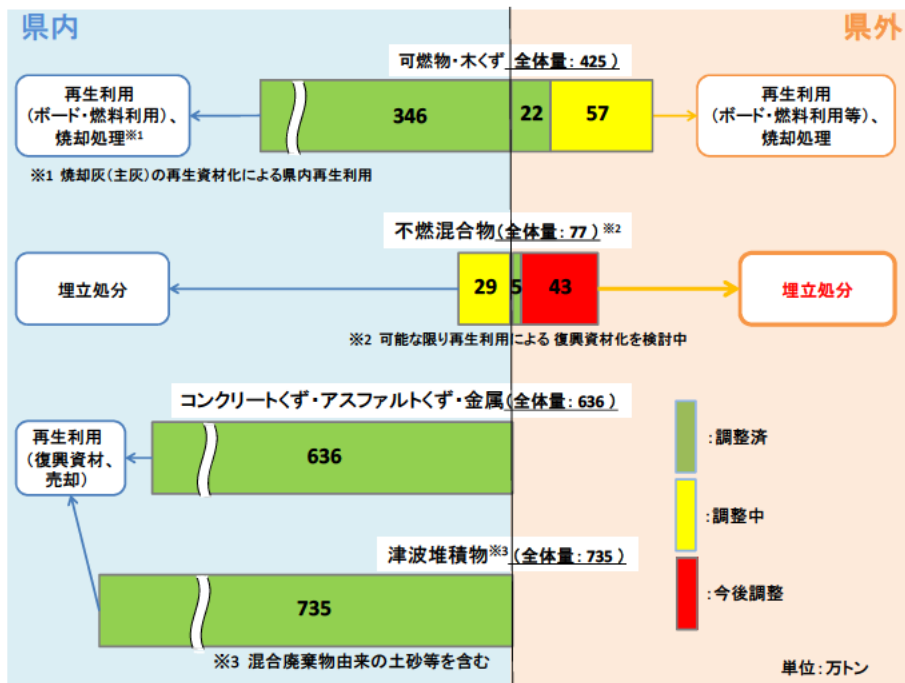 県内
県外
可燃物・木くず 全体量:425)
再生利用
(ボード・燃料利用)、
焼却処理※1
346
22
57
再生利用
(ボード・燃料利用等)、
焼却処理
※1 焼却灰(主灰)の再生資材化による県内再生利用
不燃混合物(全体量:77)※2
埋立処分
29
5
43
埋立処分
※2 可能な限り再生利用による 復興資材化を検討中
コンクリートくず・アスファルトくず・金属(全体量:636)
再生利用
(復興資材、
売却)
636
:調整済
:調整中
:今後調整
津波堆積物※3(全体量:735)
735
※3 混合廃棄物由来の土砂等を含む
単位:万トン